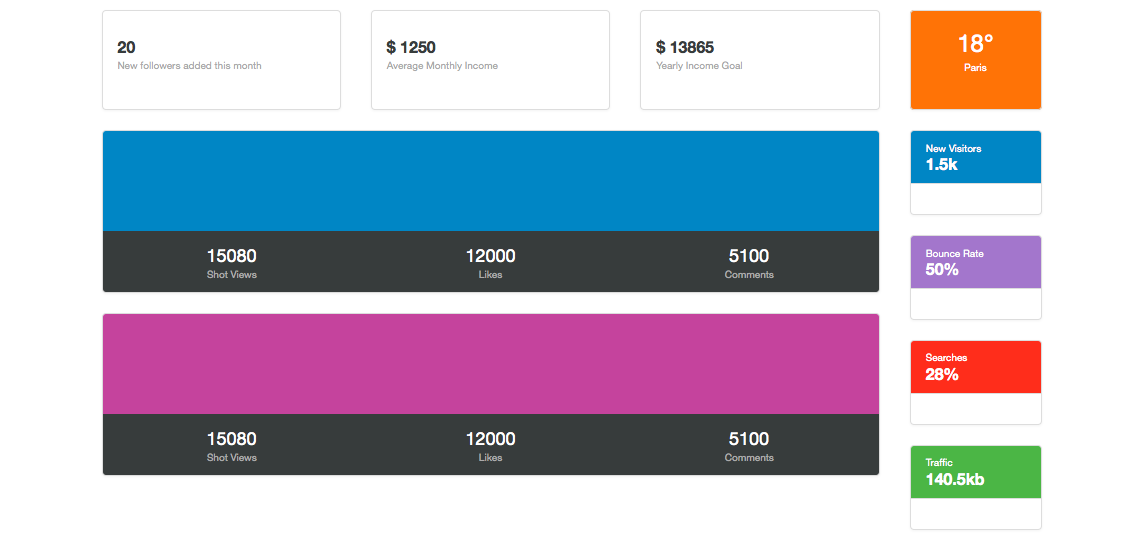 20
New followers added this month
$ 1250
Average Monthly Income
$ 13865
Yearly Income Goal
18°
Paris
15080
Shot Views
12000
Likes
5100
Comments
15080
Shot Views
12000
Likes
5100
Comments
New Visitors
1.5k
Bounce Rate
50%
Searches
28%
Traffic
140.5kb